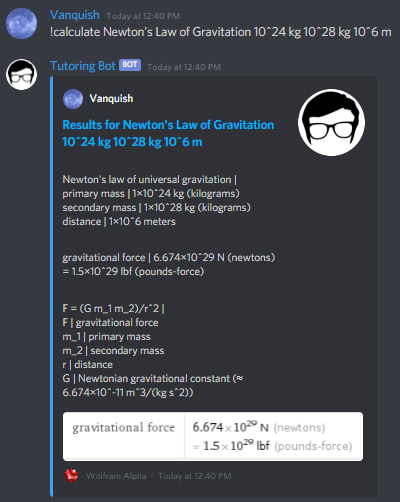 Vanquish Today at 12:40 PM
!calculate Newton's Law of Gravitation 10^24 kg 10^28 kg 10^6 m
Tutoring Bot BOT Today at 12:40 PM
Vanquish
Results for Newton's Law of Gravitation
10^24 kg 10^28 kg 10^6 m
Newton's law of universal gravitation |
primary mass | 1×10^24 kg (kilograms)
secondary mass | 1×10^28 kg (kilograms)
distance | 1×10^6 meters
gravitational force | 6.674×10^29 N (newtons)
= 1.5×10^29 lbf (pounds-force)
F = (G m_1 m_2)/r^2 |
F | gravitational force
m_1 | primary mass
m_2 | secondary mass
r | distance
G | Newtonian gravitational constant (≈
6.674×10^-11 m^3/(kg s^2))
gravitational force 6.674×10²⁹ N (newtons)
= 1.5×10²⁹ lbf (pounds-force)
Wolfram Alpha • Today at 12:40 PM